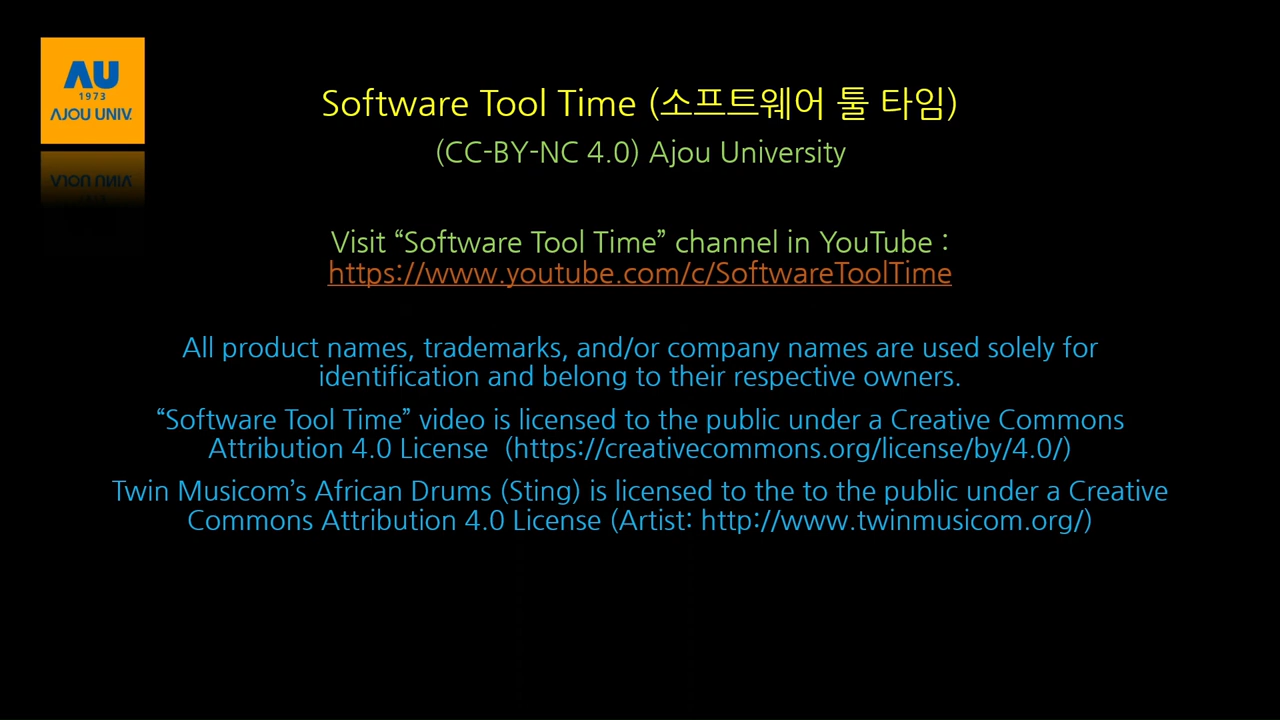 AU
1973
AJOU UNIV.
Software Tool Time (소프트웨어 툴 타임)
(CC-BY-NC 4.0) Ajou University
Visit “Software Tool Time” channel in YouTube :
https://www.youtube.com/c/SoftwareToolTime
All product names, trademarks, and/or company names are used solely for
identification and belong to their respective owners.
“Software Tool Time” video is licensed to the public under a Creative Commons
Attribution 4.0 License  (https://creativecommons.org/license/by/4.0/)
Twin Musicom’s African Drums (Sting) is licensed to the to the public under a Creative
Commons Attribution 4.0 License (Artist: http://www.twinmusicom.org/)